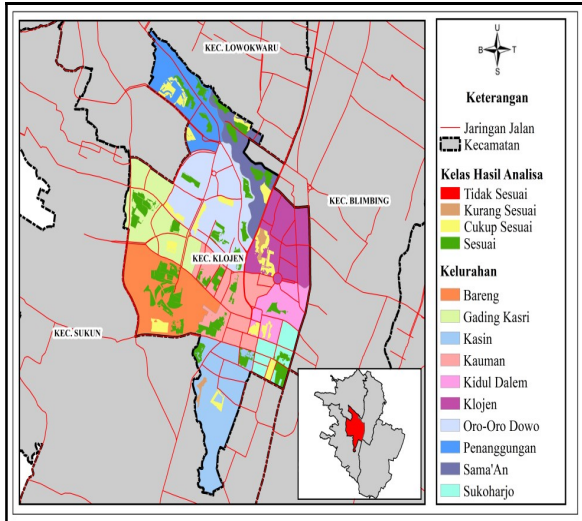 KEC. LOWOKWARU
KEC. BLIMBING
KEC. KLOJEN
KEC. SUKUN
U
B T
S
Keterangan
Jaringan Jalan
Kecamatan
Kelas Hasil Analisa
Tidak Sesuai
Kurang Sesuai
Cukup Sesuai
Sesuai
Kelurahan
Bareng
Gading Kasri
Kasin
Kauman
Kidul Dalem
Klojen
Oro-Oro Dowo
Penanggungan
Sama'An
Sukoharjo